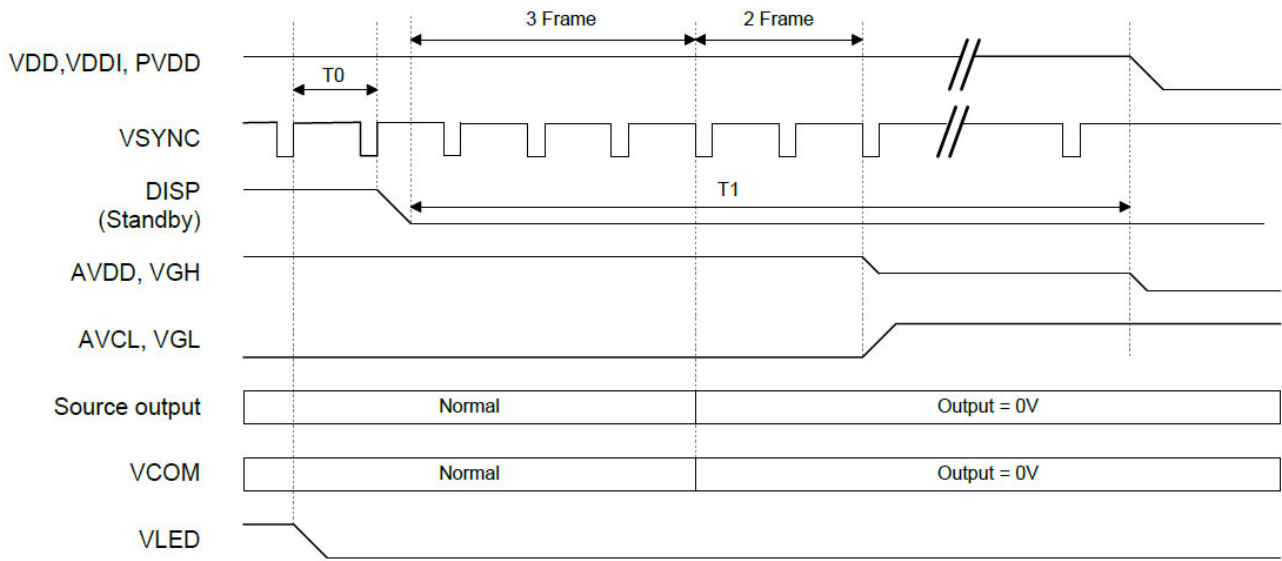 3 Frame
2 Frame
VDD,VDDI, PVDD
T0
VSYNC
DISP
(Standby)
T1
AVDD, VGH
AVCL, VGL
Source output
Normal
Output = 0V
VCOM
Normal
Output = 0V
VLED